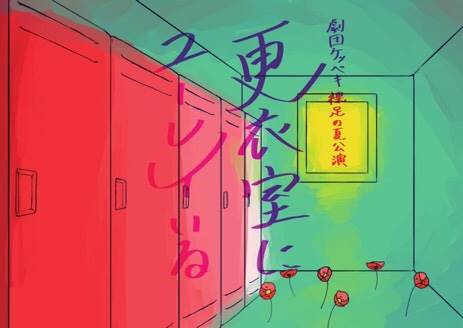 劇団ケッペキ 裸足の夏公演
更衣室に
ユーレイいる